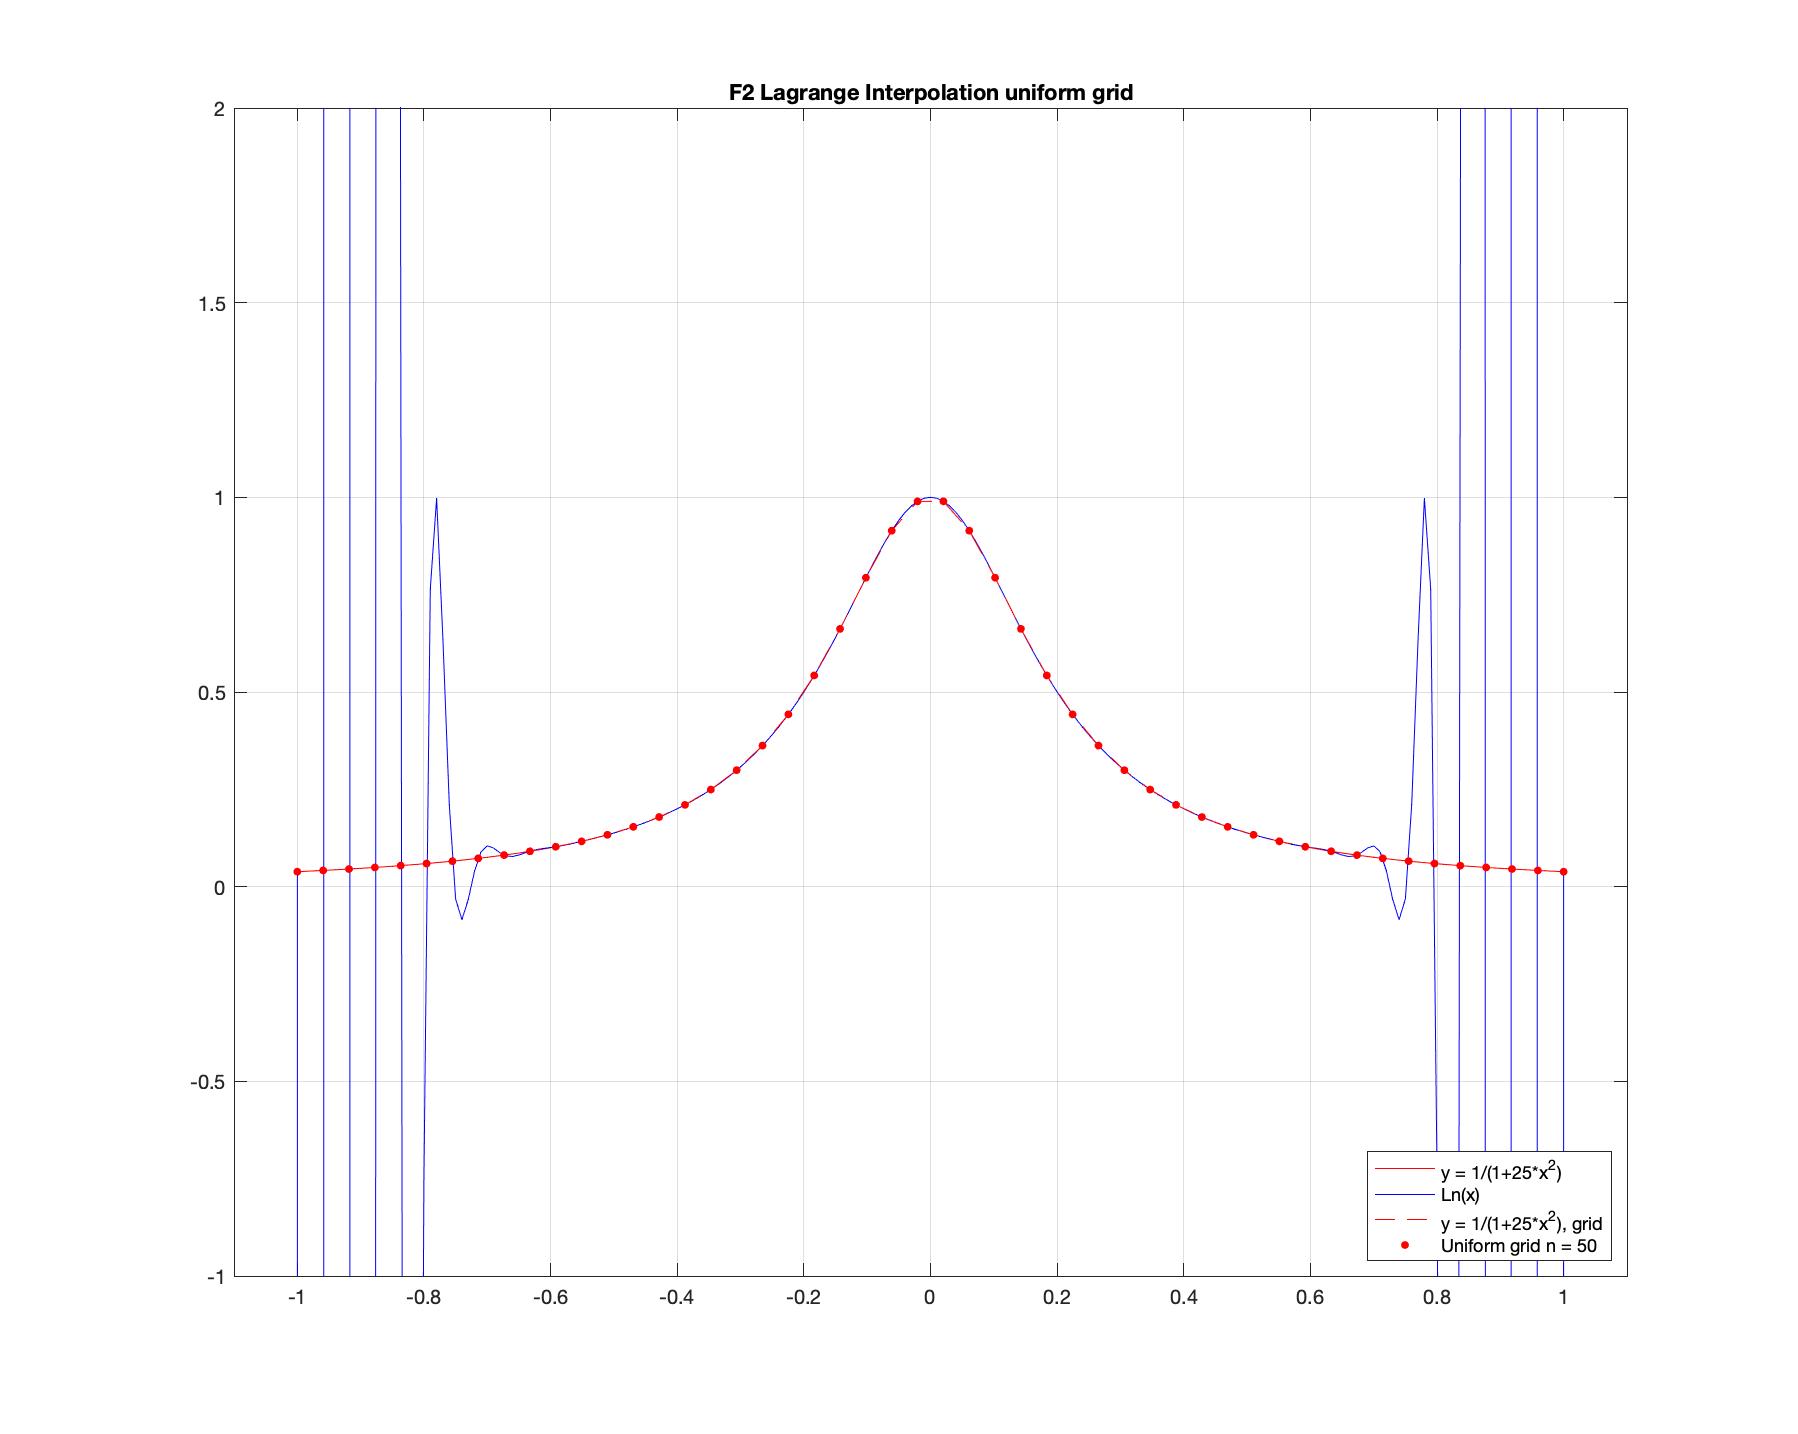 F2 Lagrange Interpolation uniform grid
2
1.5
1
0.5
0
-0.5
-1
-1 -0.8 -0.6 -0.4 -0.2 0 0.2 0.4 0.6 0.8 1
y = 1/(1+25*x²)
Ln(x)
y = 1/(1+25*x²), grid
Uniform grid n = 50